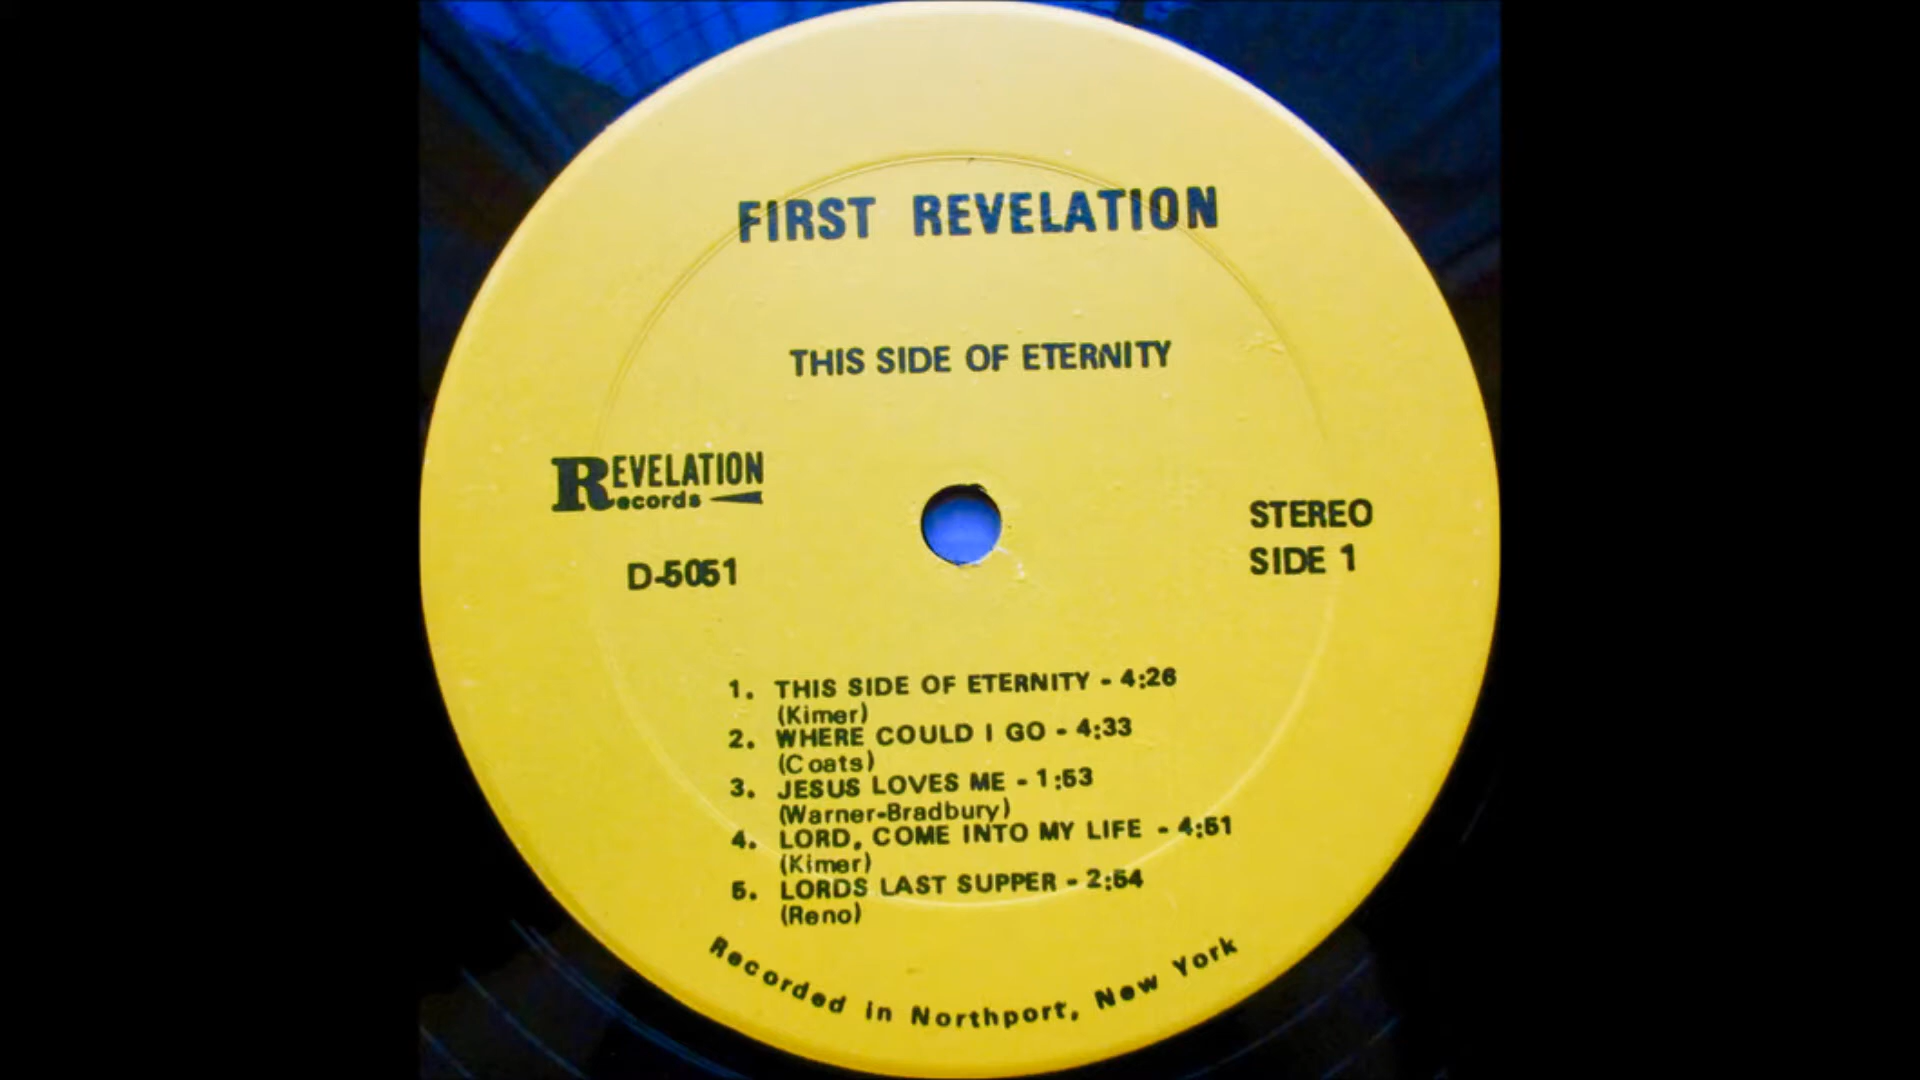 FIRST REVELATION
THIS SIDE OF ETERNITY
REVELATION
Records
D-5051
STEREO
SIDE 1
1. THIS SIDE OF ETERNITY - 4:26
(Kimer)
2. WHERE COULD I GO - 4:33
(Coats)
3. JESUS LOVES ME - 1:53
(Warner-Bradbury)
4. LORD, COME INTO MY LIFE - 4:51
(Kimer)
5. LORDS LAST SUPPER - 2:54
(Reno)
Recorded in Northport, New York